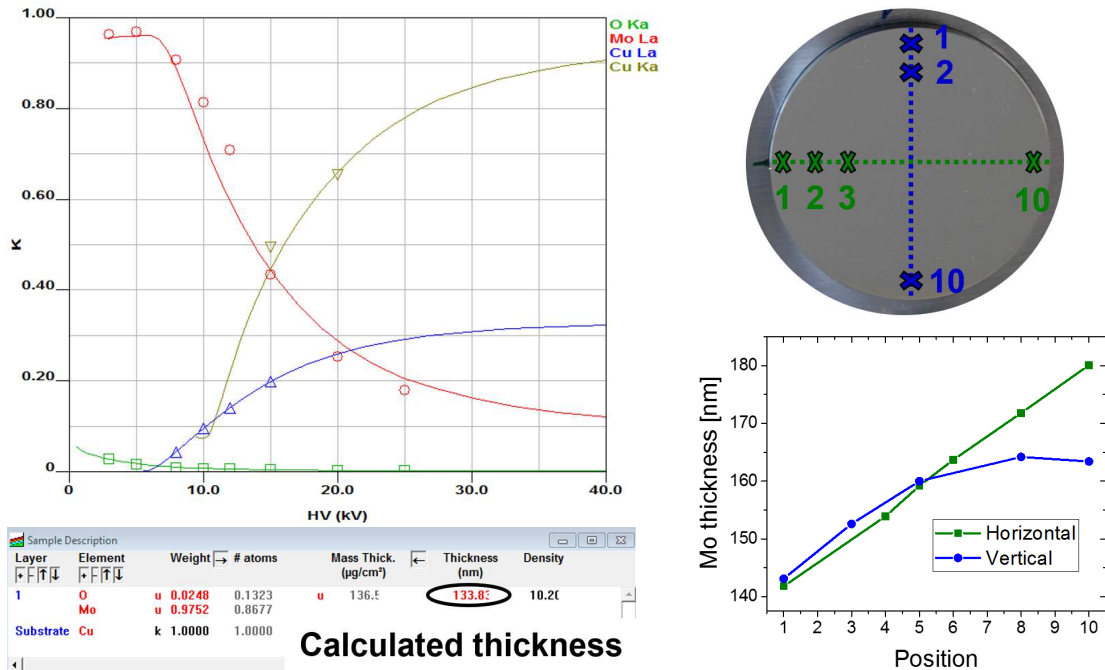 1.00
0.80
0.60
0.40
0.20
0
K
0
10.0
20.0
30.0
40.0
HV (kV)
O Ka
Mo La
Cu La
Cu Ka
Sample Description
Layer Element Weight # atoms Mass Thick. Thickness Density
(µg/cm²) (nm)
1 O u 0.0248 0.1323 u 136.5 133.83 10.20
Mo u 0.9752 0.8677
Substrate Cu k 1.0000 1.0000
Calculated thickness
1
2
10
1 2 3 10
Mo thickness [nm]
180
170
160
150
140
Horizontal
Vertical
1 2 3 4 5 6 7 8 9 10
Position